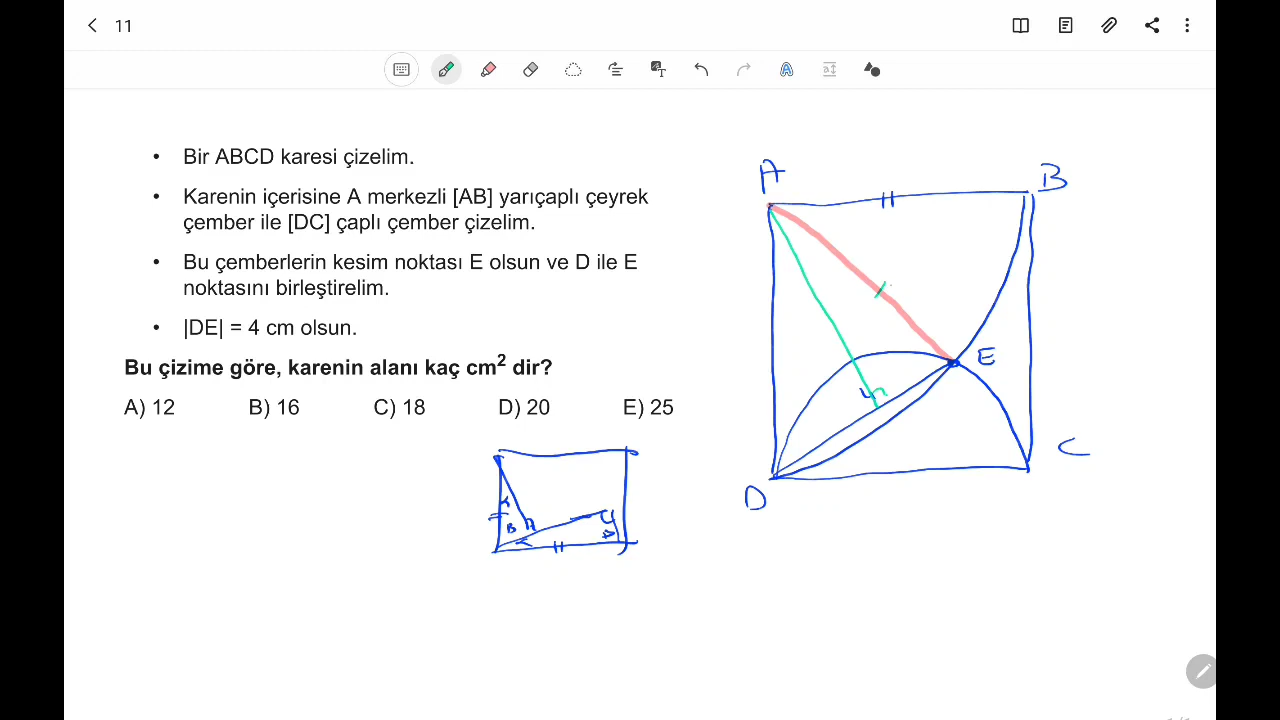 11
• Bir ABCD karesi çizelim.
• Karenin içerisine A merkezli [AB] yarıçaplı çeyrek
çember ile [DC] çaplı çember çizelim.
• Bu çemberlerin kesim noktası E olsun ve D ile E
noktasını birleştirelim.
• |DE| = 4 cm olsun.
Bu çizime göre, karenin alanı kaç cm² dir?
A) 12 B) 16 C) 18 D) 20 E) 25
A
B
E
C
D